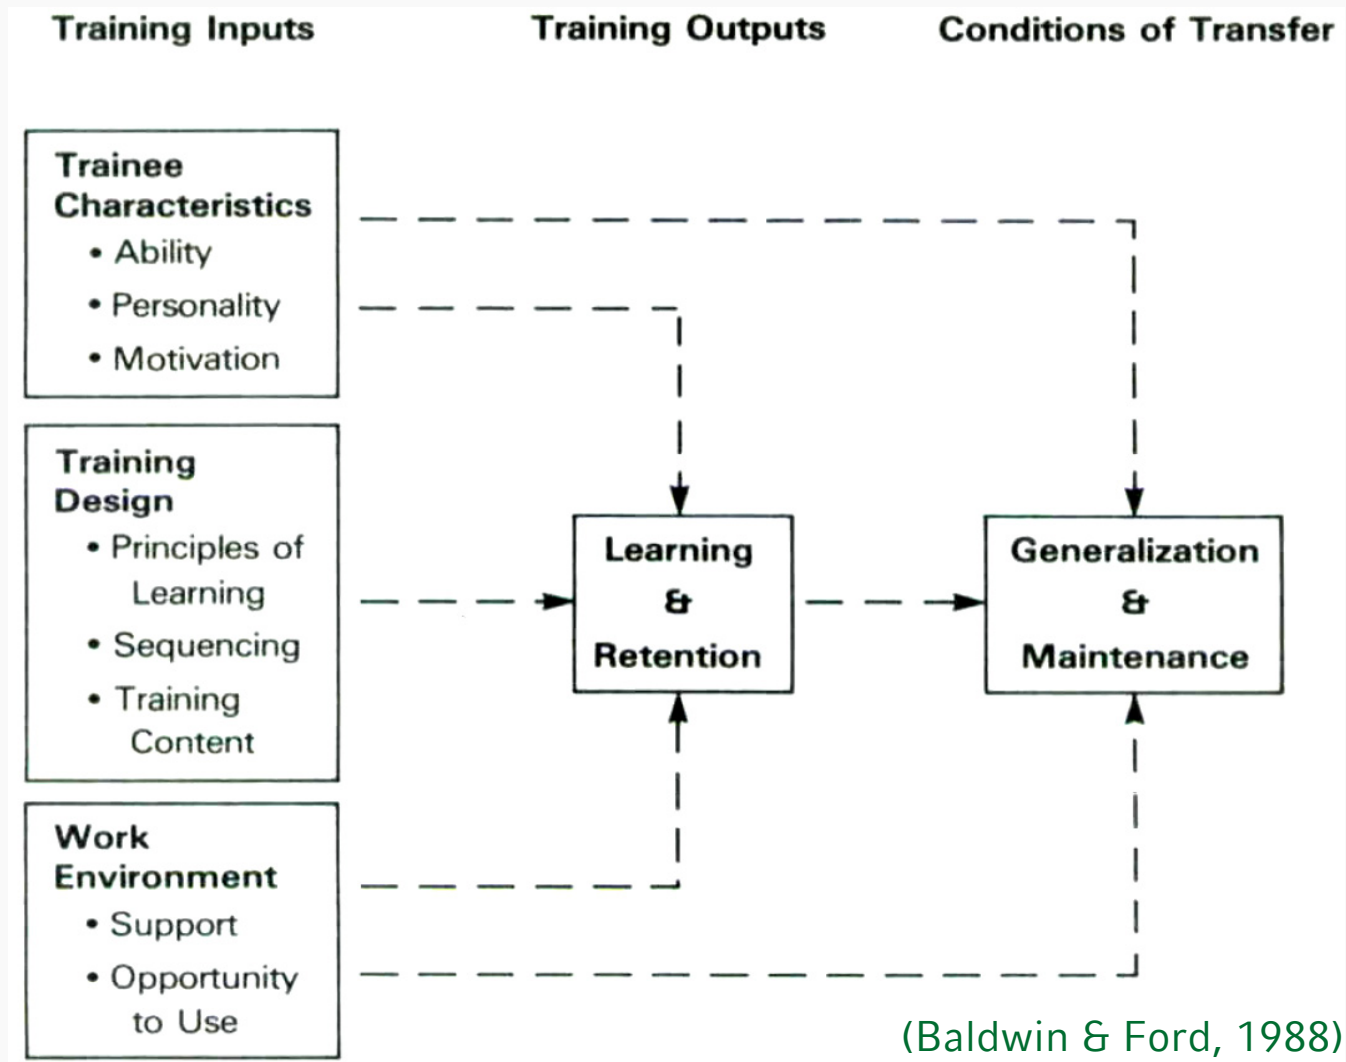 Training Inputs
Training Outputs
Conditions of Transfer
Trainee
Characteristics
• Ability
• Personality
• Motivation
Training
Design
• Principles of
Learning
• Sequencing
• Training
Content
Work
Environment
• Support
• Opportunity
to Use
Learning
&
Retention
Generalization
&
Maintenance
(Baldwin & Ford, 1988)